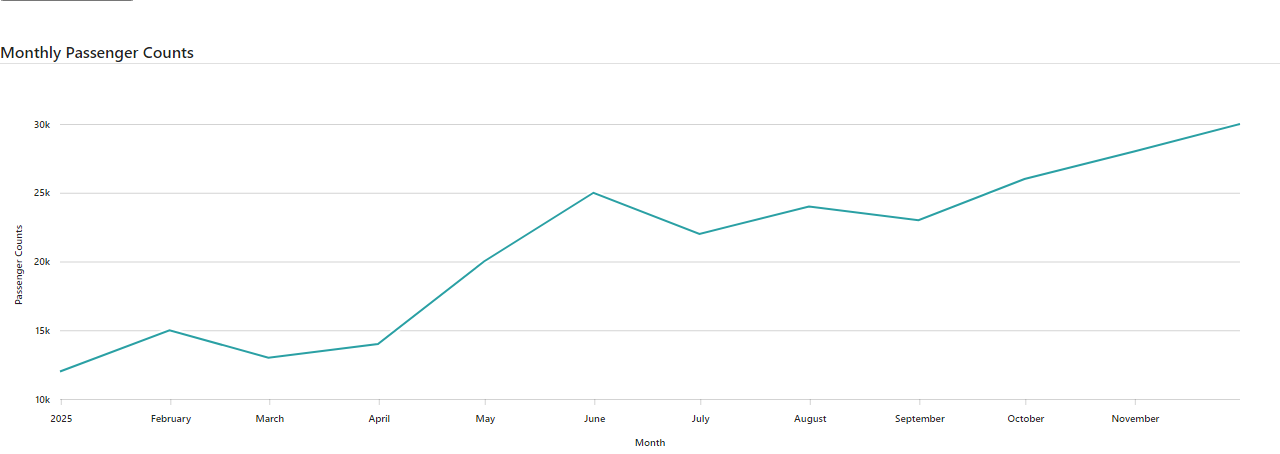 Monthly Passenger Counts
30k
25k
20k
15k
10k
Passenger Counts
2025 February March April May June July August September October November
Month